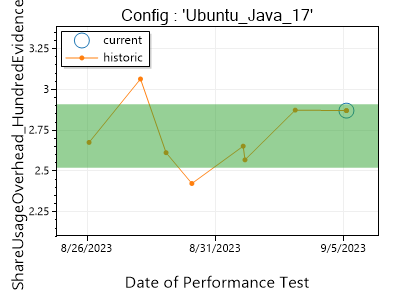 Config : 'Ubuntu_Java_17'
ShareUsageOverhead_HundredEvidence
current
historic
3.25
3
2.75
2.5
2.25
8/26/2023
8/31/2023
9/5/2023
Date of Performance Test